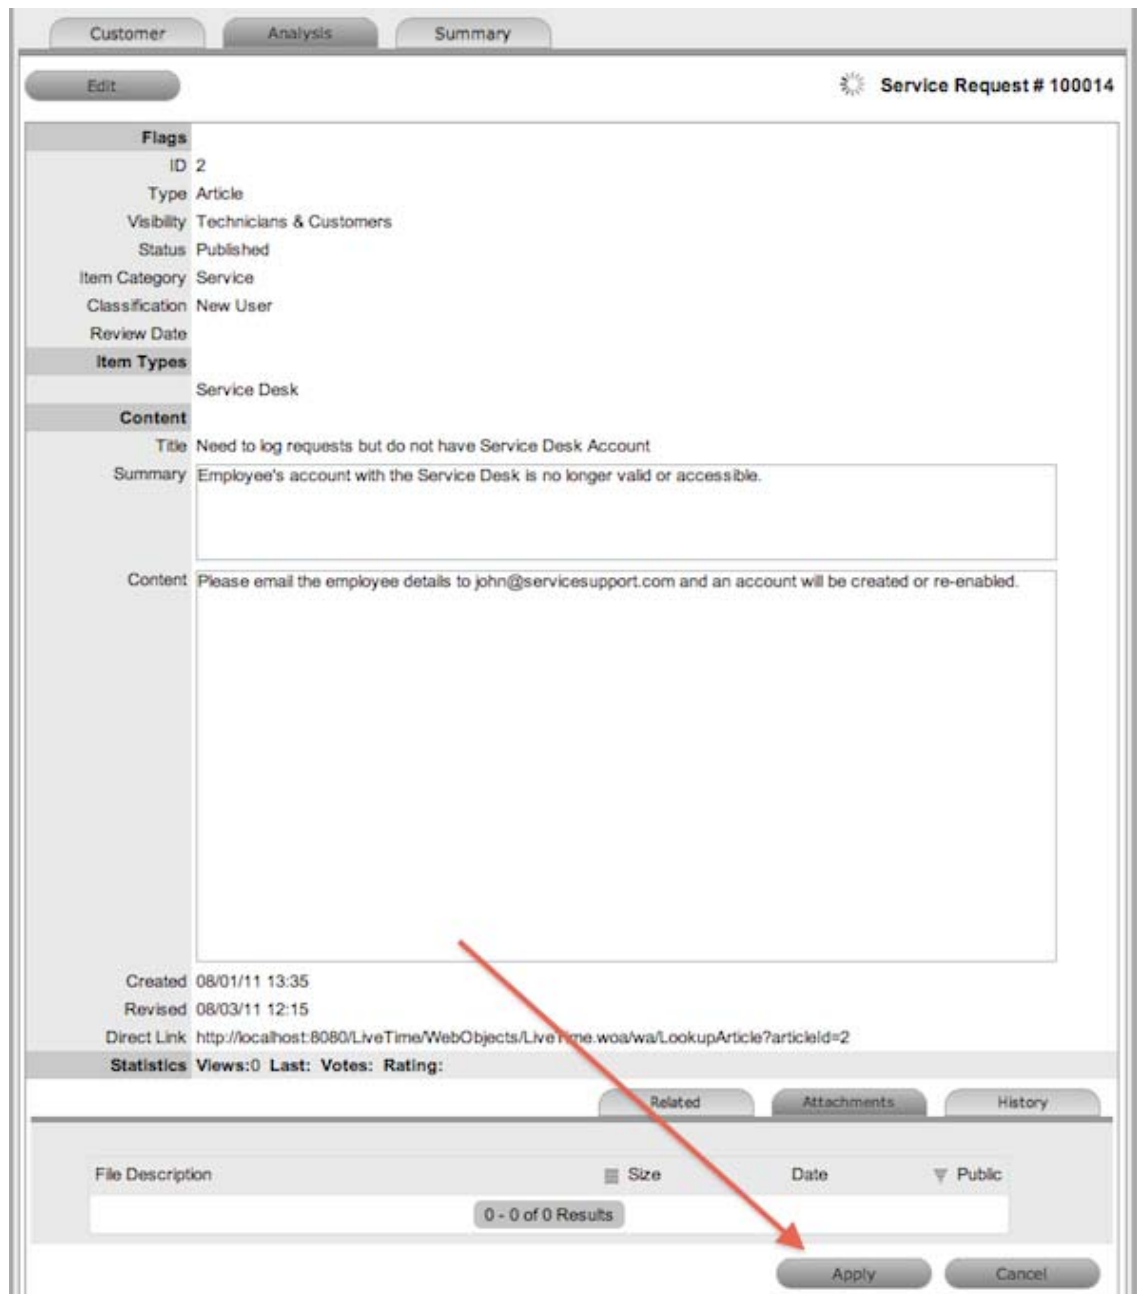 Customer Analysis Summary
Edit Service Request # 100014
Flags
ID 2
Type Article
Visibility Technicians & Customers
Status Published
Item Category Service
Classification New User
Review Date
Item Types
Service Desk
Content
Title Need to log requests but do not have Service Desk Account
Summary Employee's account with the Service Desk is no longer valid or accessible.
Content Please email the employee details to john@servicesupport.com and an account will be created or re-enabled.
Created 08/01/11 13:35
Revised 08/03/11 12:15
Direct Link http://localhost:8080/LiveTime/WebObjects/LiveTime.woa/wa/LookupArticle?articleId=2
Statistics Views:0 Last: Votes: Rating:
Related Attachments History
File Description Size Date Public
0 - 0 of 0 Results
Apply Cancel